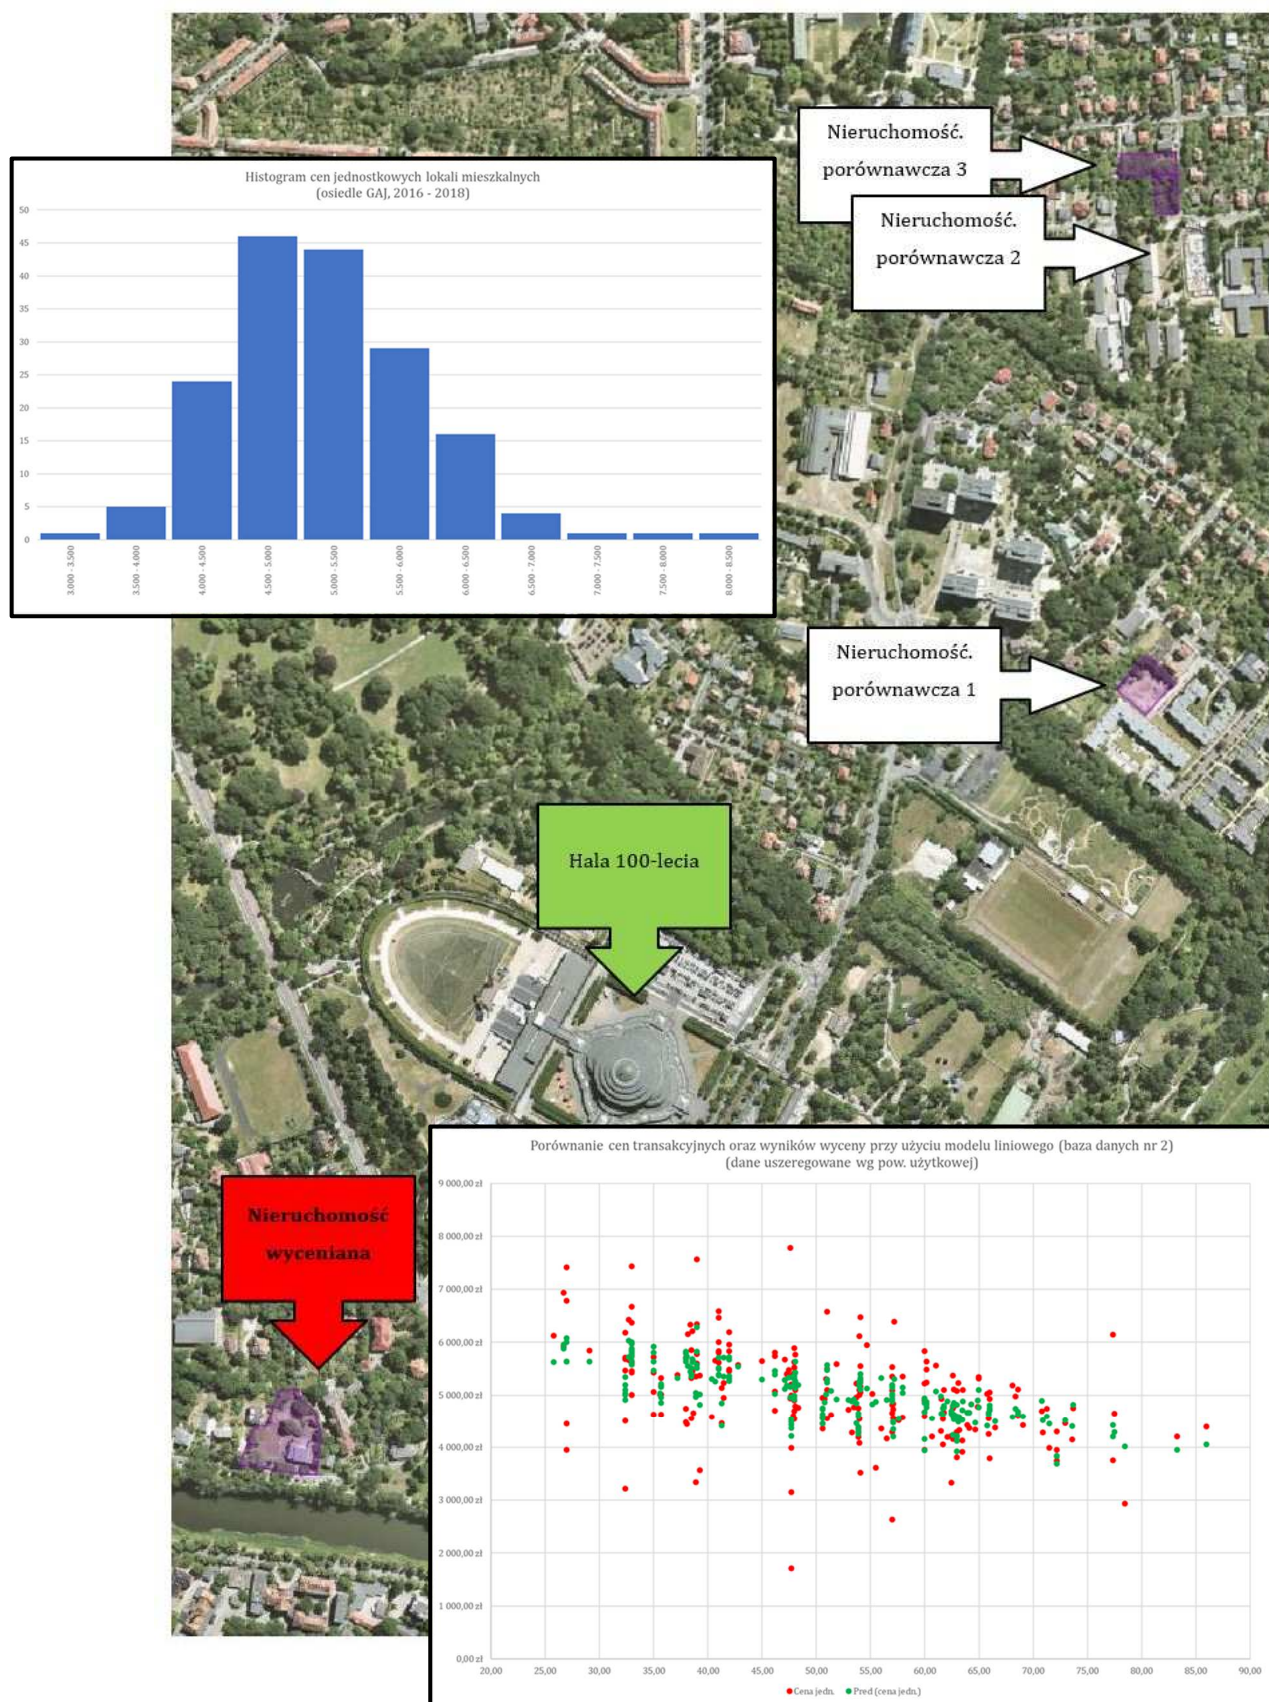 Nieruchomość.
porównawcza 3
Nieruchomość.
porównawcza 2
Histogram cen jednostkowych lokali mieszkalnych
(osiedle GAJ, 2016 - 2018)
50
45
40
35
30
25
20
15
10
5
0
3.000 - 3.500
3.500 - 4.000
4.000 - 4.500
4.500 - 5.000
5.000 - 5.500
5.500 - 6.000
6.000 - 6.500
6.500 - 7.000
7.000 - 7.500
7.500 - 8.000
8.000 - 8.500
Nieruchomość.
porównawcza 1
Hala 100-lecia
Nieruchomość
wyceniana
Porównanie cen transakcyjnych oraz wyników wyceny przy użyciu modelu liniowego (baza danych nr 2)
(dane uszeregowane wg pow. użytkowej)
9 000,00 zł
8 000,00 zł
7 000,00 zł
6 000,00 zł
5 000,00 zł
4 000,00 zł
3 000,00 zł
2 000,00 zł
1 000,00 zł
0,00 zł
20,00 25,00 30,00 35,00 40,00 45,00 50,00 55,00 60,00 65,00 70,00 75,00 80,00 85,00 90,00
Cena jedn. Pred (cena jedn.)